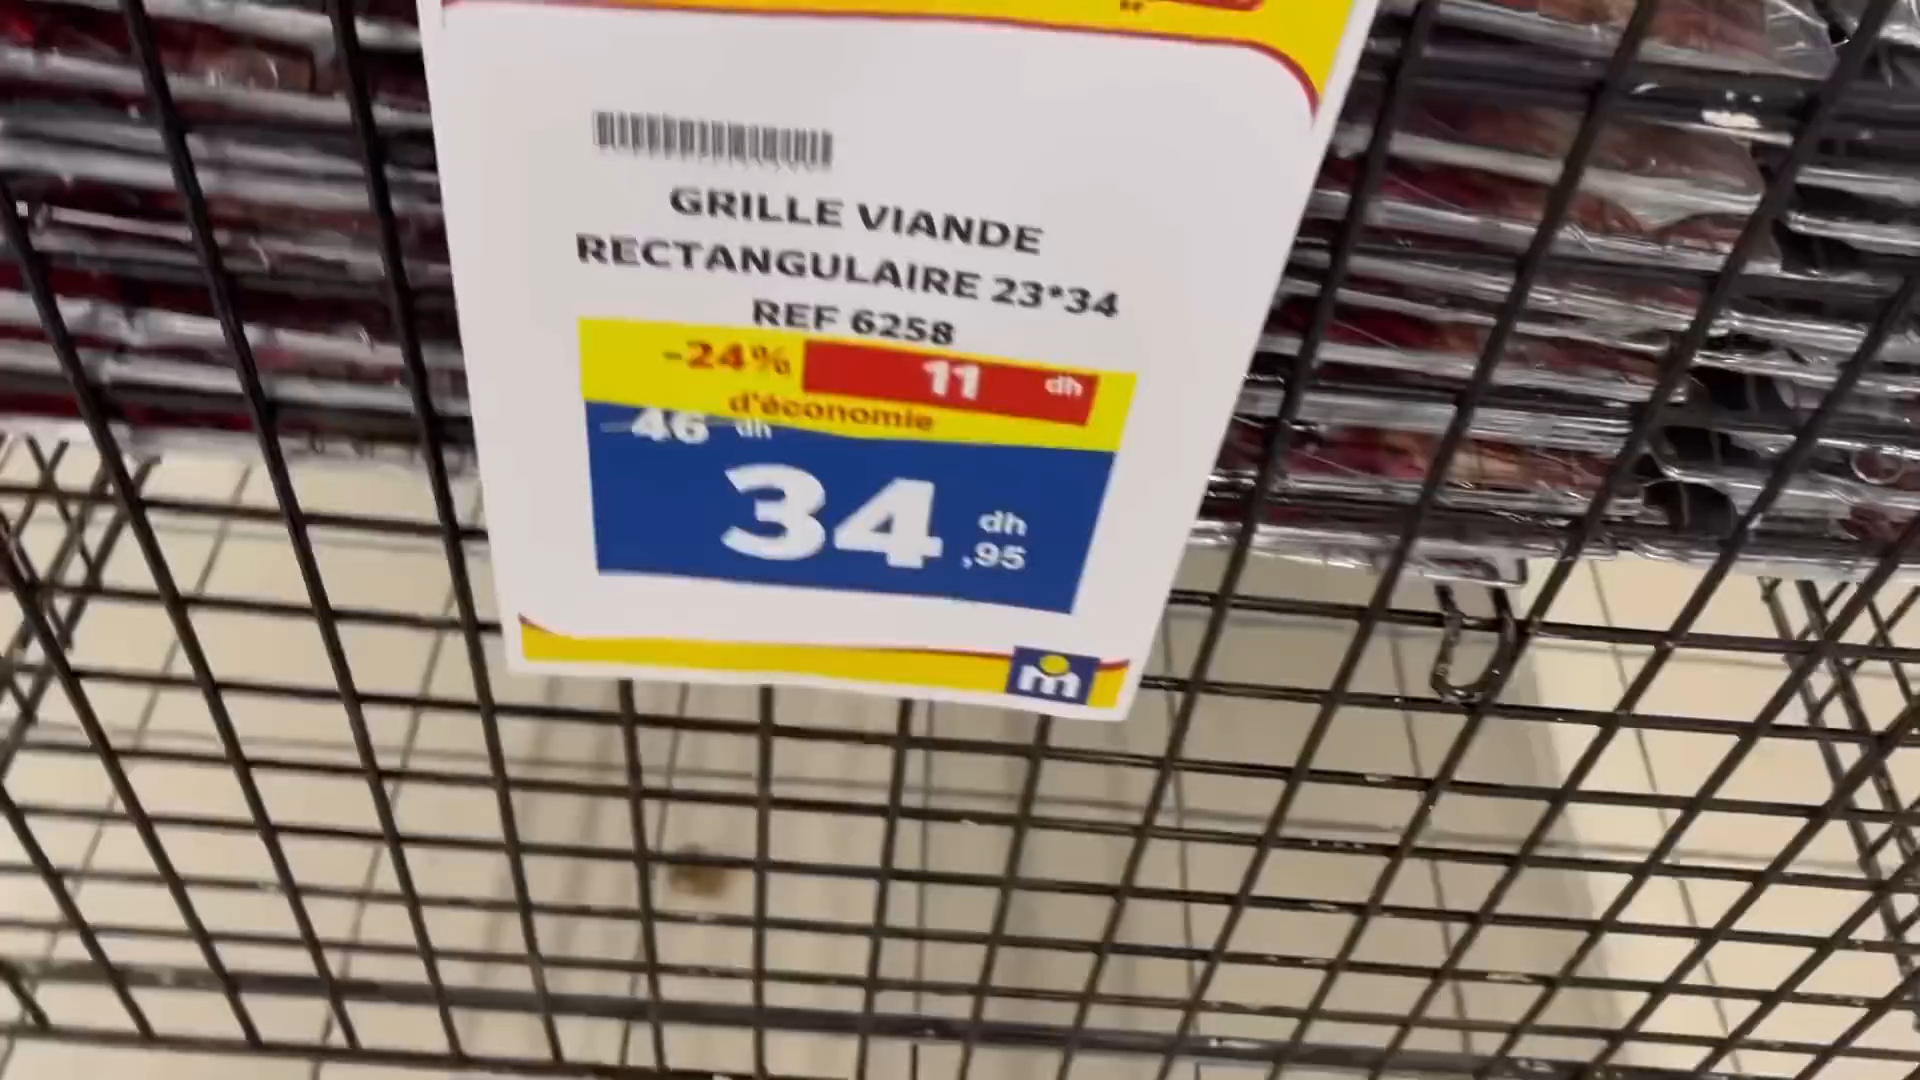 GRILLE VIANDE
RECTANGULAIRE 23*34
REF 6258
-24% 11 dh
d'économie
46 dh
34 dh
,95
m